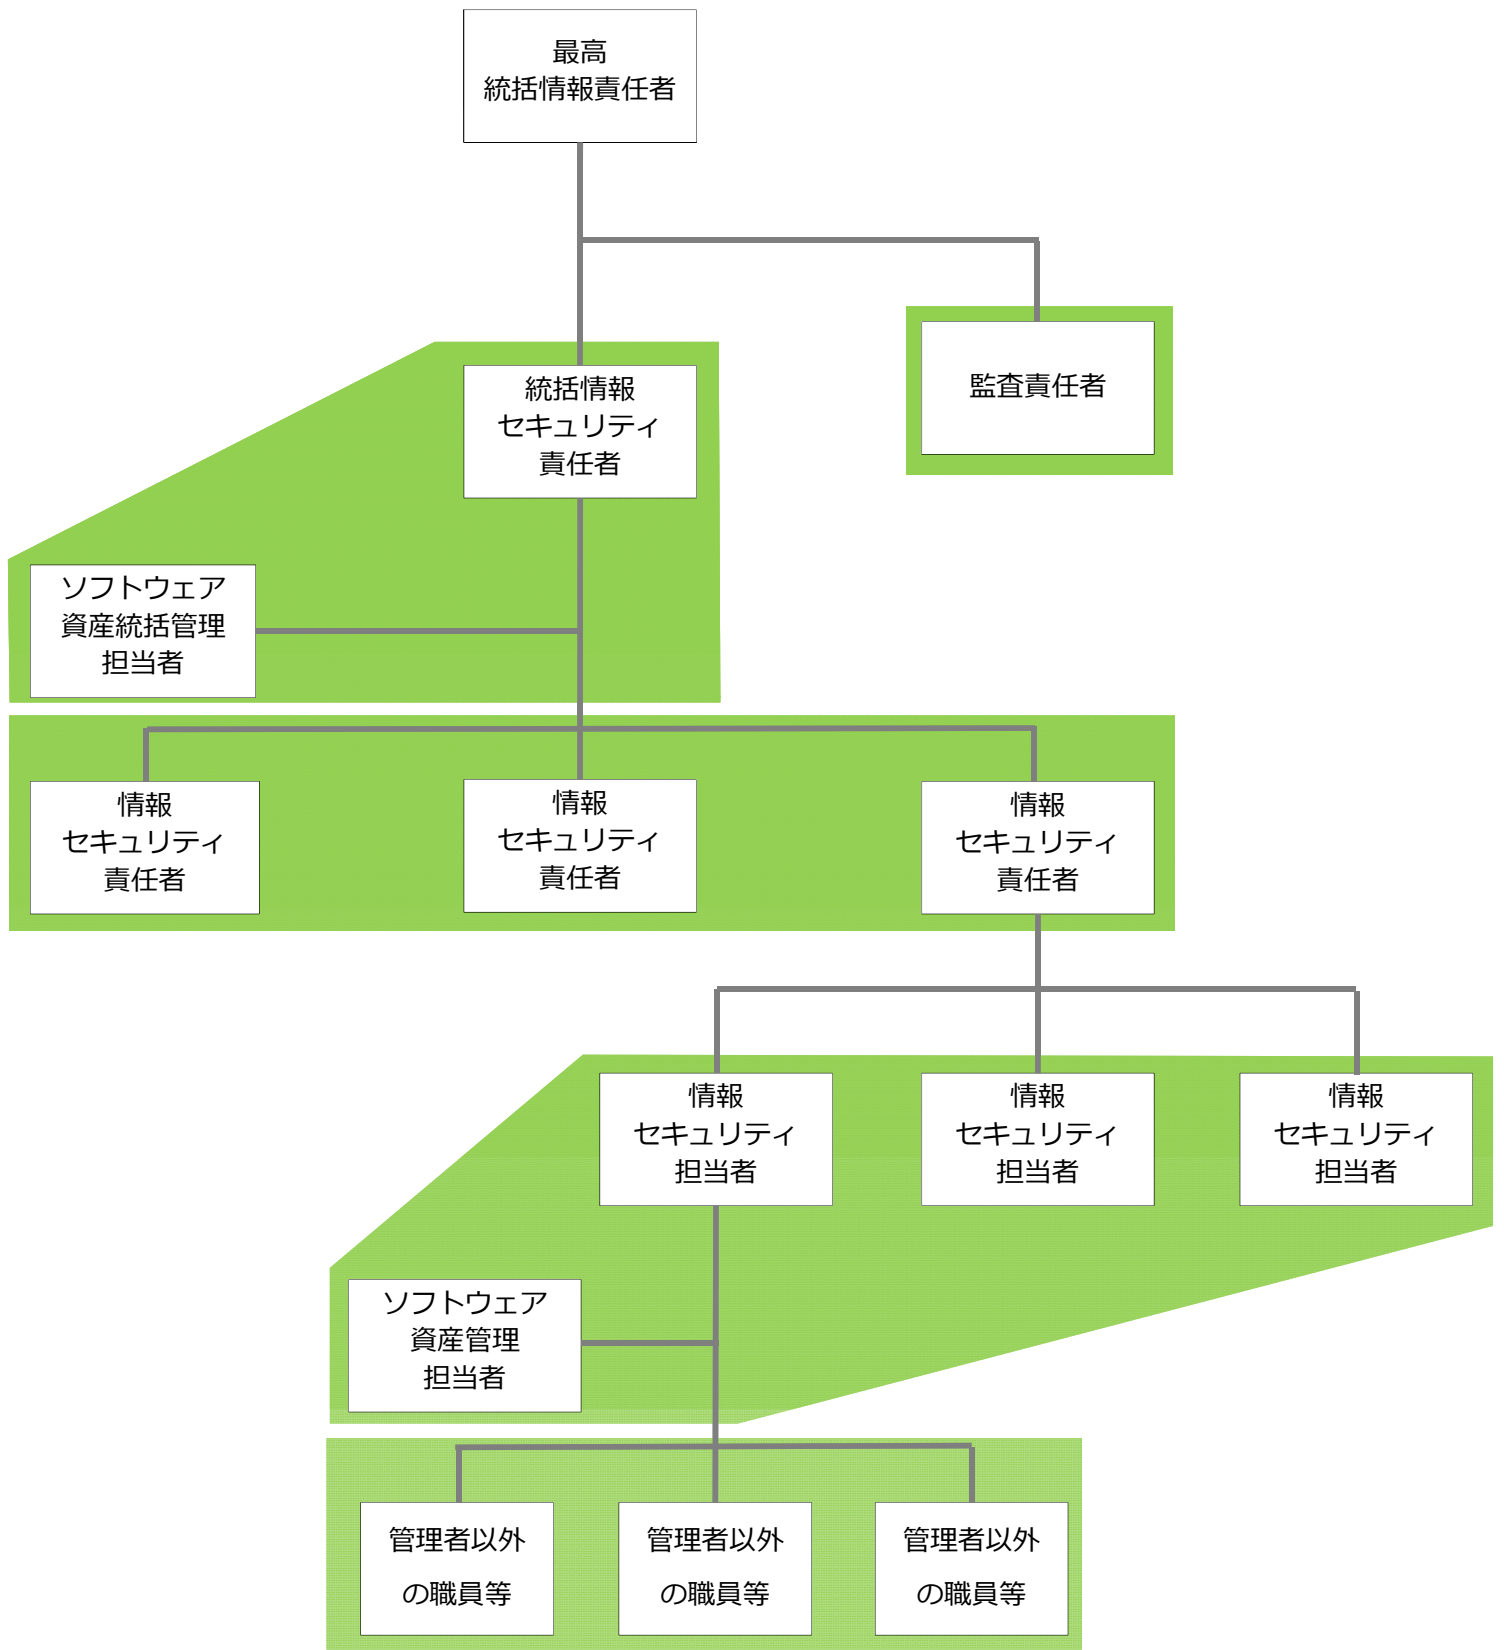 最高
統括情報責任者
監査責任者
統括情報
セキュリティ
責任者
ソフトウェア
資産統括管理
担当者
情報
セキュリティ
責任者
情報
セキュリティ
責任者
情報
セキュリティ
責任者
情報
セキュリティ
担当者
情報
セキュリティ
担当者
情報
セキュリティ
担当者
ソフトウェア
資産管理
担当者
管理者以外
の職員等
管理者以外
の職員等
管理者以外
の職員等